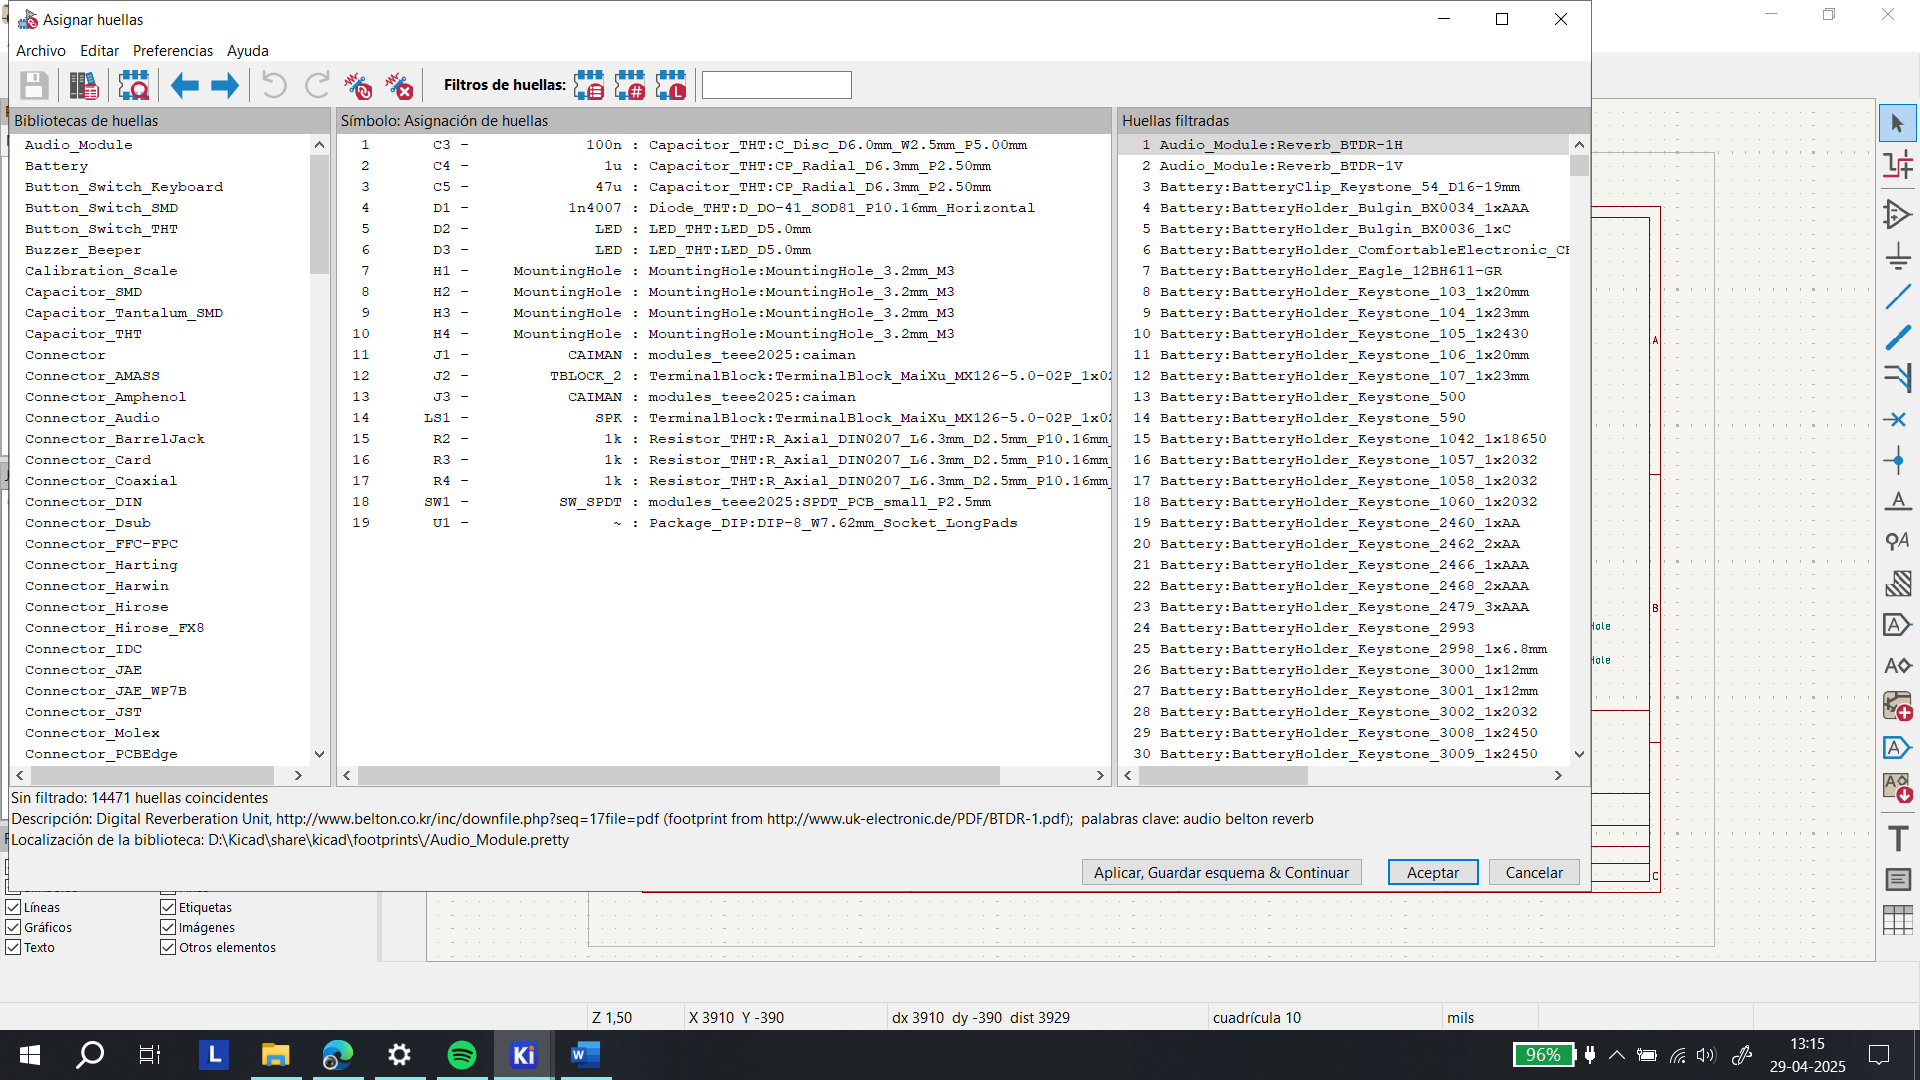 Asignar huellas
Archivo Editar Preferencias Ayuda
Filtros de huellas:
Bibliotecas de huellas
Audio_Module
Battery
Button_Switch_Keyboard
Button_Switch_SMD
Button_Switch_THT
Buzzer_Beeper
Calibration_Scale
Capacitor_SMD
Capacitor_Tantalum_SMD
Capacitor_THT
Connector
Connector_AMASS
Connector_Amphenol
Connector_Audio
Connector_BarrelJack
Connector_Card
Connector_Coaxial
Connector_DIN
Connector_Dsub
Connector_FFC-FPC
Connector_Harting
Connector_Harwin
Connector_Hirose
Connector_Hirose_FX8
Connector_IDC
Connector_JAE
Connector_JAE_WP7B
Connector_JST
Connector_Molex
Connector_PCBEdge
Símbolo: Asignación de huellas
1 C3 - 100n : Capacitor_THT:C_Disc_D6.0mm_W2.5mm_P5.00mm
2 C4 - 1u : Capacitor_THT:CP_Radial_D6.3mm_P2.50mm
3 C5 - 47u : Capacitor_THT:CP_Radial_D6.3mm_P2.50mm
4 D1 - 1n4007 : Diode_THT:D_DO-41_SOD81_P10.16mm_Horizontal
5 D2 - LED : LED_THT:LED_D5.0mm
6 D3 - LED : LED_THT:LED_D5.0mm
7 H1 - MountingHole : MountingHole:MountingHole_3.2mm_M3
8 H2 - MountingHole : MountingHole:MountingHole_3.2mm_M3
9 H3 - MountingHole : MountingHole:MountingHole_3.2mm_M3
10 H4 - MountingHole : MountingHole:MountingHole_3.2mm_M3
11 J1 - CAIMAN : modules_teee2025:caiman
12 J2 - TBLOCK_2 : TerminalBlock:TerminalBlock_MaiXu_MX126-5.0-02P_1x02
13 J3 - CAIMAN : modules_teee2025:caiman
14 LS1 - SPK : TerminalBlock:TerminalBlock_MaiXu_MX126-5.0-02P_1x02
15 R2 - 1k : Resistor_THT:R_Axial_DIN0207_L6.3mm_D2.5mm_P10.16mm_
16 R3 - 1k : Resistor_THT:R_Axial_DIN0207_L6.3mm_D2.5mm_P10.16mm_
17 R4 - 1k : Resistor_THT:R_Axial_DIN0207_L6.3mm_D2.5mm_P10.16mm_
18 SW1 - SW_SPDT : modules_teee2025:SPDT_PCB_small_P2.5mm
19 U1 - ~ : Package_DIP:DIP-8_W7.62mm_Socket_LongPads
Huellas filtradas
1 Audio_Module:Reverb_BTDR-1H
2 Audio_Module:Reverb_BTDR-1V
3 Battery:BatteryClip_Keystone_54_D16-19mm
4 Battery:BatteryHolder_Bulgin_BX0034_1xAAA
5 Battery:BatteryHolder_Bulgin_BX0036_1xC
6 Battery:BatteryHolder_ComfortableElectronic_CH
7 Battery:BatteryHolder_Eagle_12BH611-GR
8 Battery:BatteryHolder_Keystone_103_1x20mm
9 Battery:BatteryHolder_Keystone_104_1x23mm
10 Battery:BatteryHolder_Keystone_105_1x2430
11 Battery:BatteryHolder_Keystone_106_1x20mm
12 Battery:BatteryHolder_Keystone_107_1x23mm
13 Battery:BatteryHolder_Keystone_500
14 Battery:BatteryHolder_Keystone_590
15 Battery:BatteryHolder_Keystone_1042_1x18650
16 Battery:BatteryHolder_Keystone_1057_1x2032
17 Battery:BatteryHolder_Keystone_1058_1x2032
18 Battery:BatteryHolder_Keystone_1060_1x2032
19 Battery:BatteryHolder_Keystone_2460_1xAA
20 Battery:BatteryHolder_Keystone_2462_2xAA
21 Battery:BatteryHolder_Keystone_2466_1xAAA
22 Battery:BatteryHolder_Keystone_2468_2xAAA
23 Battery:BatteryHolder_Keystone_2479_3xAAA
24 Battery:BatteryHolder_Keystone_2993
25 Battery:BatteryHolder_Keystone_2998_1x6.8mm
26 Battery:BatteryHolder_Keystone_3000_1x12mm
27 Battery:BatteryHolder_Keystone_3001_1x12mm
28 Battery:BatteryHolder_Keystone_3002_1x2032
29 Battery:BatteryHolder_Keystone_3008_1x2450
30 Battery:BatteryHolder_Keystone_3009_1x2450
Sin filtrado: 14471 huellas coincidentes
Descripción: Digital Reverberation Unit, http://www.belton.co.kr/inc/downfile.php?seq=17file=pdf (footprint from http://www.uk-electronic.de/PDF/BTDR-1.pdf); palabras clave: audio belton reverb
Localización de la biblioteca: D:\Kicad\share\kicad\footprints\/Audio_Module.pretty
Aplicar, Guardar esquema & Continuar
Aceptar
Cancelar
A
B
Hole
Hole
C
Líneas Etiquetas
Gráficos Imágenes
Texto Otros elementos
Z 1,50 X 3910 Y -390 dx 3910 dy -390 dist 3929 cuadrícula 10 mils
96%
13:15
29-04-2025